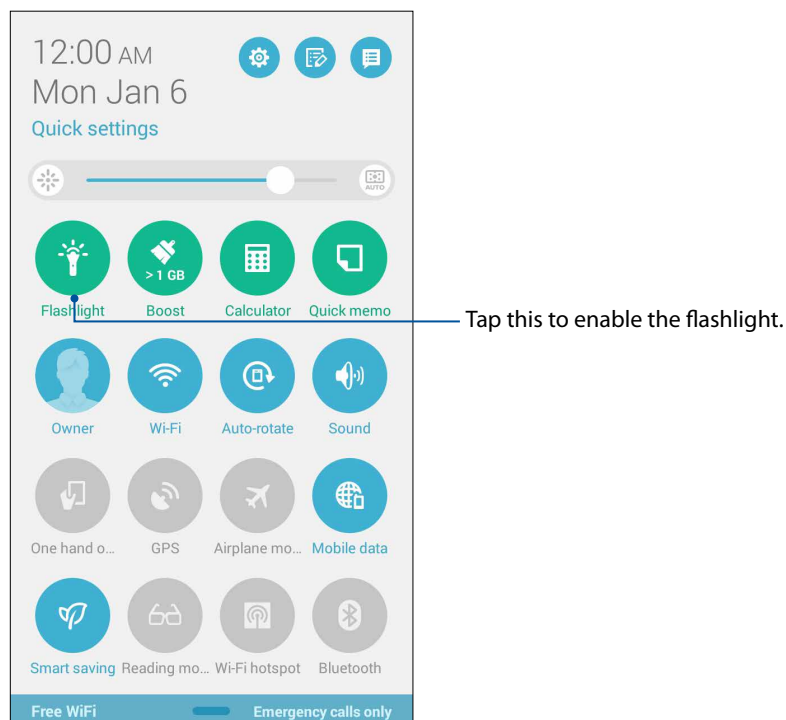 12:00 AM
Mon Jan 6
Quick settings
AUTO
> 1 GB
Flashlight Boost Calculator Quick memo
Tap this to enable the flashlight.
Owner Wi-Fi Auto-rotate Sound
One hand o... GPS Airplane mo... Mobile data
Smart saving Reading mo... Wi-Fi hotspot Bluetooth
Free WiFi Emergency calls only